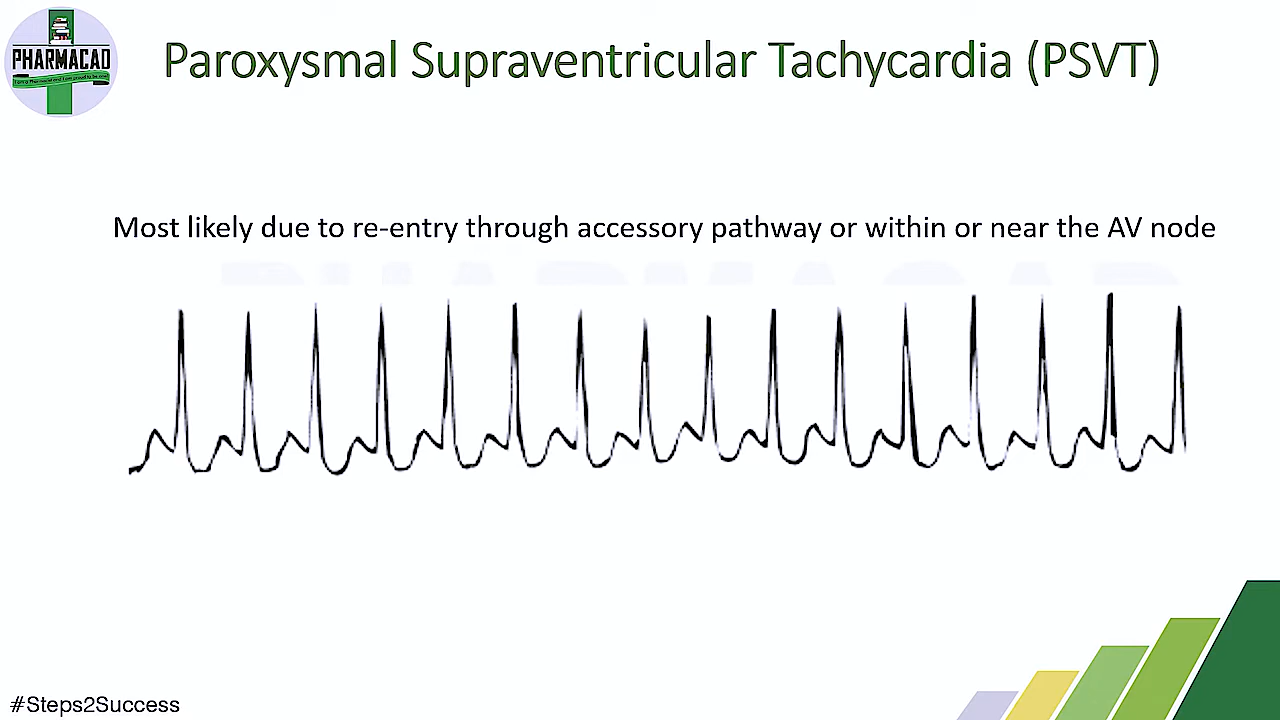 PHARMACAD
Paroxysmal Supraventricular Tachycardia (PSVT)
Most likely due to re-entry through accessory pathway or within or near the AV node
#Steps2Success